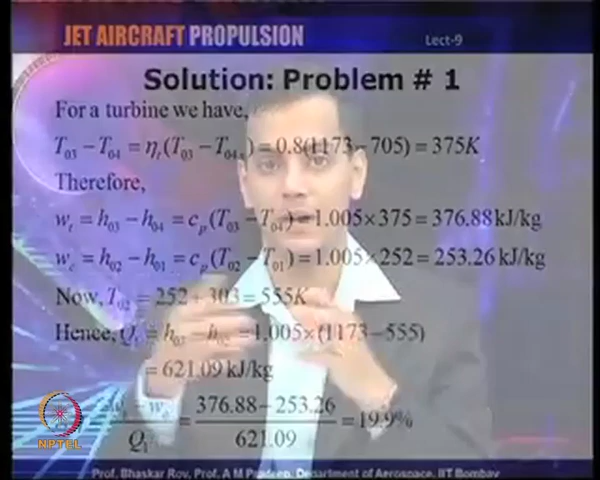 JET AIRCRAFT PROPULSION
Lect-9
Solution: Problem # 1
For a turbine we have,
T₀₃ − T₀₄ = ηₜ(T₀₃ − T₀₄ₛ) = 0.8(1173−705) = 375K
Therefore,
wₜ = h₀₃ − h₀₄ = cₚ(T₀₃ − T₀₄) = 1.005×375 = 376.88 kJ/kg
w_c = h₀₂ − h₀₁ = cₚ(T₀₂ − T₀₁) = 1.005×252 = 253.26 kJ/kg
Now, T₀₂ = 252 + 303 = 555K
Hence, Q₁ = h₀₃ − h₀₂ = 1.005×(1173−555)
= 621.09 kJ/kg
376.88 − 253.26 / 621.09 = 19.9%
Q₁
NPTEL
Prof. Bhaskar Roy, Prof. A M Pradeep, Department of Aerospace, IIT Bombay